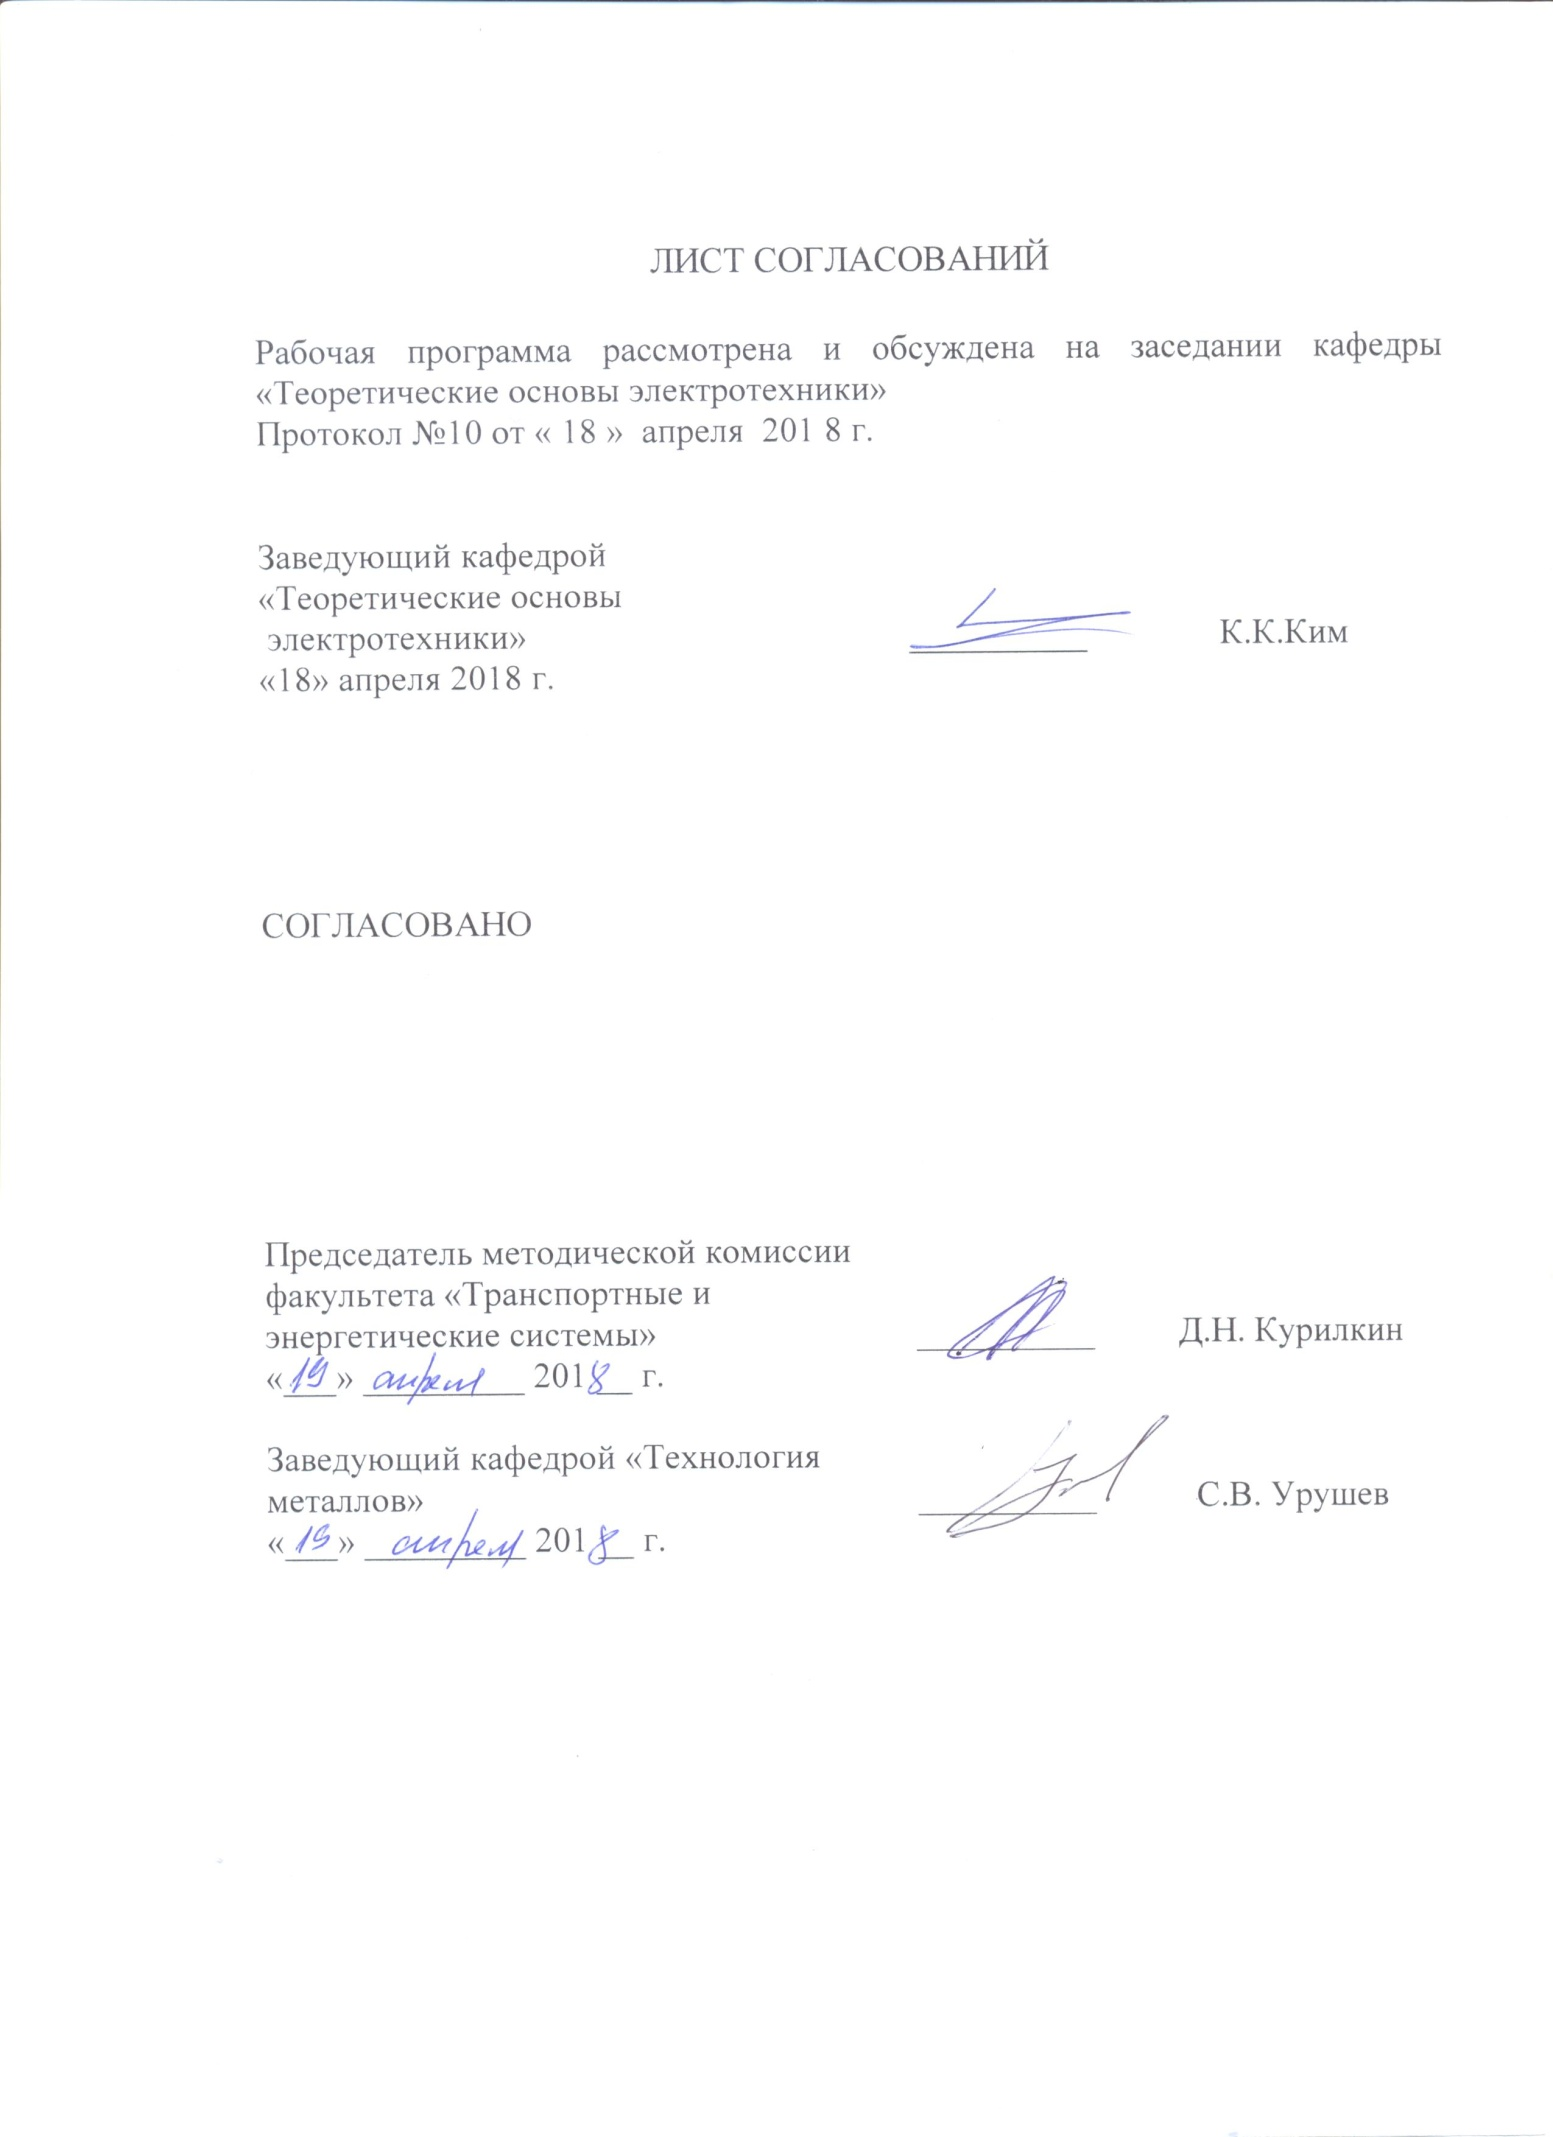 ЛИСТ СОГЛАСОВАНИЙ
Рабочая программа рассмотрена и обсуждена на заседании кафедры
«Теоретические основы электротехники»
Протокол №10 от « 18 » апреля 201 8 г.
Заведующий кафедрой
«Теоретические основы
электротехники» К.К.Ким
«18» апреля 2018 г.
СОГЛАСОВАНО
Председатель методической комиссии
факультета «Транспортные и
энергетические системы» Д.Н. Курилкин
«19» апреля 2018 г.
Заведующий кафедрой «Технология
металлов» С.В. Урушев
«19» апреля 2018 г.